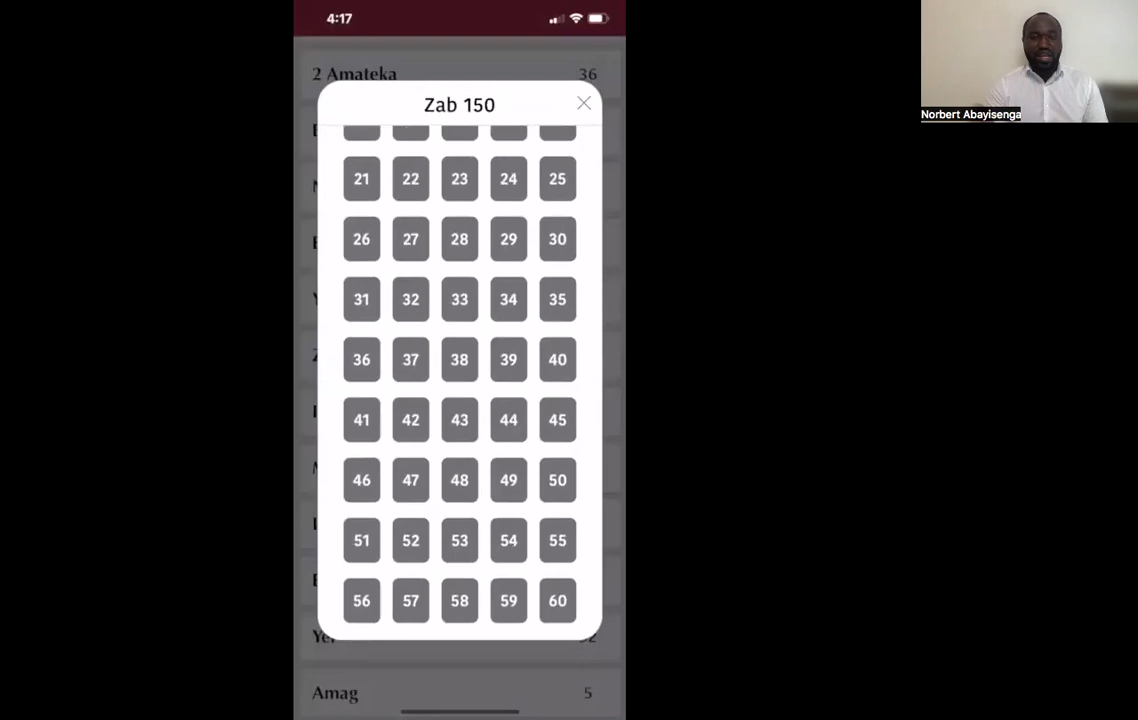 4:17
2 Amateka 36
Zab 150
21 22 23 24 25
26 27 28 29 30
31 32 33 34 35
36 37 38 39 40
41 42 43 44 45
46 47 48 49 50
51 52 53 54 55
56 57 58 59 60
Amag 5
Norbert Abayisenga